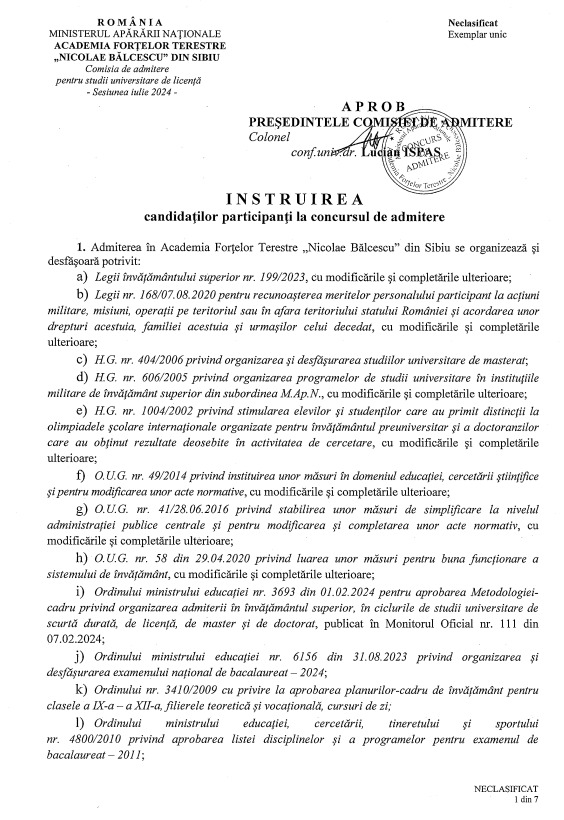 R O M Â N I A
MINISTERUL APĂRĂRII NAȚIONALE
ACADEMIA FORȚELOR TERESTRE
„NICOLAE BĂLCESCU” DIN SIBIU
Comisia de admitere
pentru studii universitare de licență
- Sesiunea iulie 2024 -
Neclasificat
Exemplar unic
A P R O B
PREȘEDINTELE COMISIEI DE ADMITERE
Colonel
conf.univ.dr. Lucian ISPAS
CONCURS
ADMITERE
I N S T R U I R E A
candidaților participanți la concursul de admitere
1. Admiterea în Academia Forțelor Terestre „Nicolae Bălcescu” din Sibiu se organizează și
desfășoară potrivit:
a) Legii învățământului superior nr. 199/2023, cu modificările și completările ulterioare;
b) Legii nr. 168/07.08.2020 pentru recunoașterea meritelor personalului participant la acțiuni
militare, misiuni, operații pe teritoriul sau în afara teritoriului statului României și acordarea unor
drepturi acestuia, familiei acestuia și urmașilor celui decedat, cu modificările și completările
ulterioare;
c) H.G. nr. 404/2006 privind organizarea și desfășurarea studiilor universitare de masterat;
d) H.G. nr. 606/2005 privind organizarea programelor de studii universitare în instituțiile
militare de învățământ superior din subordinea M.Ap.N., cu modificările și completările ulterioare;
e) H.G. nr. 1004/2002 privind stimularea elevilor și studenților care au primit distincții la
olimpiadele școlare internaționale organizate pentru învățământul preuniversitar și a doctoranzilor
care au obținut rezultate deosebite în activitatea de cercetare, cu modificările și completările
ulterioare;
f) O.U.G. nr. 49/2014 privind instituirea unor măsuri în domeniul educației, cercetării științifice
și pentru modificarea unor acte normative, cu modificările și completările ulterioare;
g) O.U.G. nr. 41/28.06.2016 privind stabilirea unor măsuri de simplificare la nivelul
administrației publice centrale și pentru modificarea și completarea unor acte normativ, cu
modificările și completările ulterioare;
h) O.U.G. nr. 58 din 29.04.2020 privind luarea unor măsuri pentru buna funcționare a
sistemului de învățământ, cu modificările și completările ulterioare;
i) Ordinului ministrului educației nr. 3693 din 01.02.2024 pentru aprobarea Metodologiei-
cadru privind organizarea admiterii în învățământul superior, în ciclurile de studii universitare de
scurtă durată, de licență, de master și de doctorat, publicat în Monitorul Oficial nr. 111 din
07.02.2024;
j) Ordinului ministrului educației nr. 6156 din 31.08.2023 privind organizarea și
desfășurarea examenului național de bacalaureat – 2024;
k) Ordinului nr. 3410/2009 cu privire la aprobarea planurilor-cadru de învățământ pentru
clasele a IX-a – a XII-a, filierele teoretică și vocațională, cursuri de zi;
l) Ordinului ministrului educației, cercetării, tineretului și sportului
nr. 4800/2010 privind aprobarea listei disciplinelor și a programelor pentru examenul de
bacalaureat – 2011;
NECLASIFICAT
1 din 7